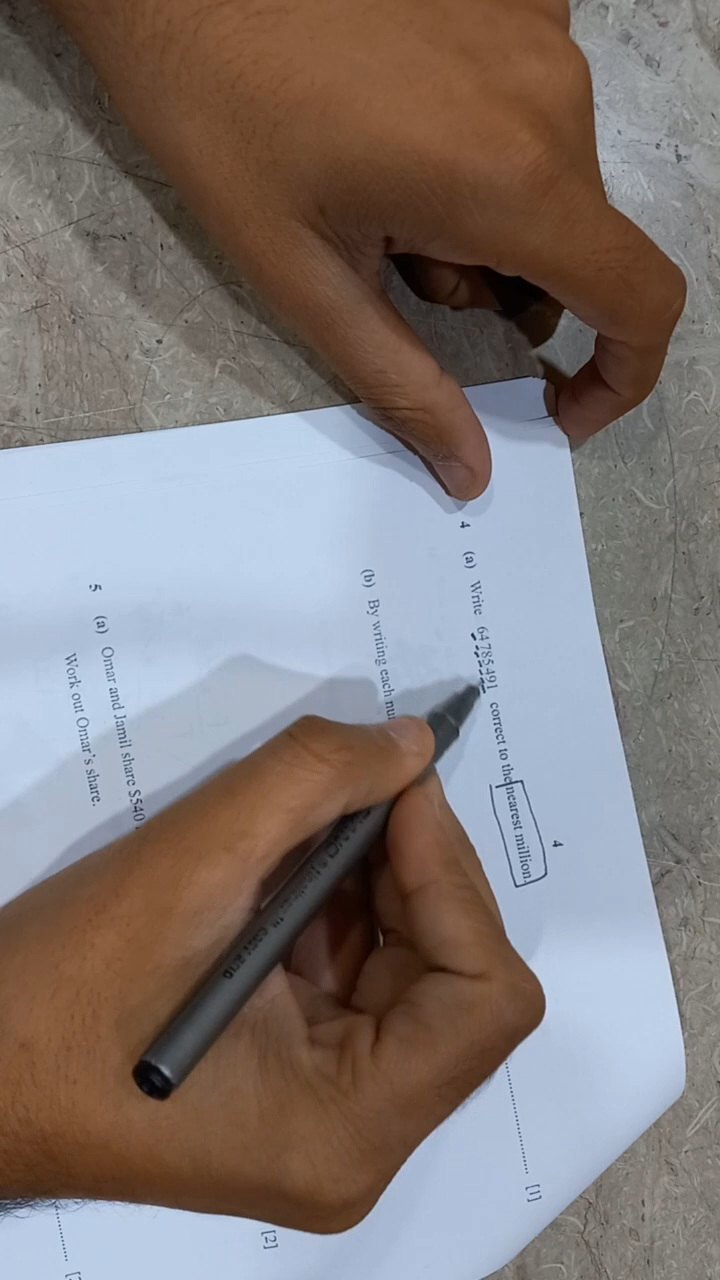 4
4 (a) Write 64 785 491 correct to the nearest million.
[1]
(b) By writing each
[2]
5 (a) Omar and Jamil share $540
Work out Omar's share.